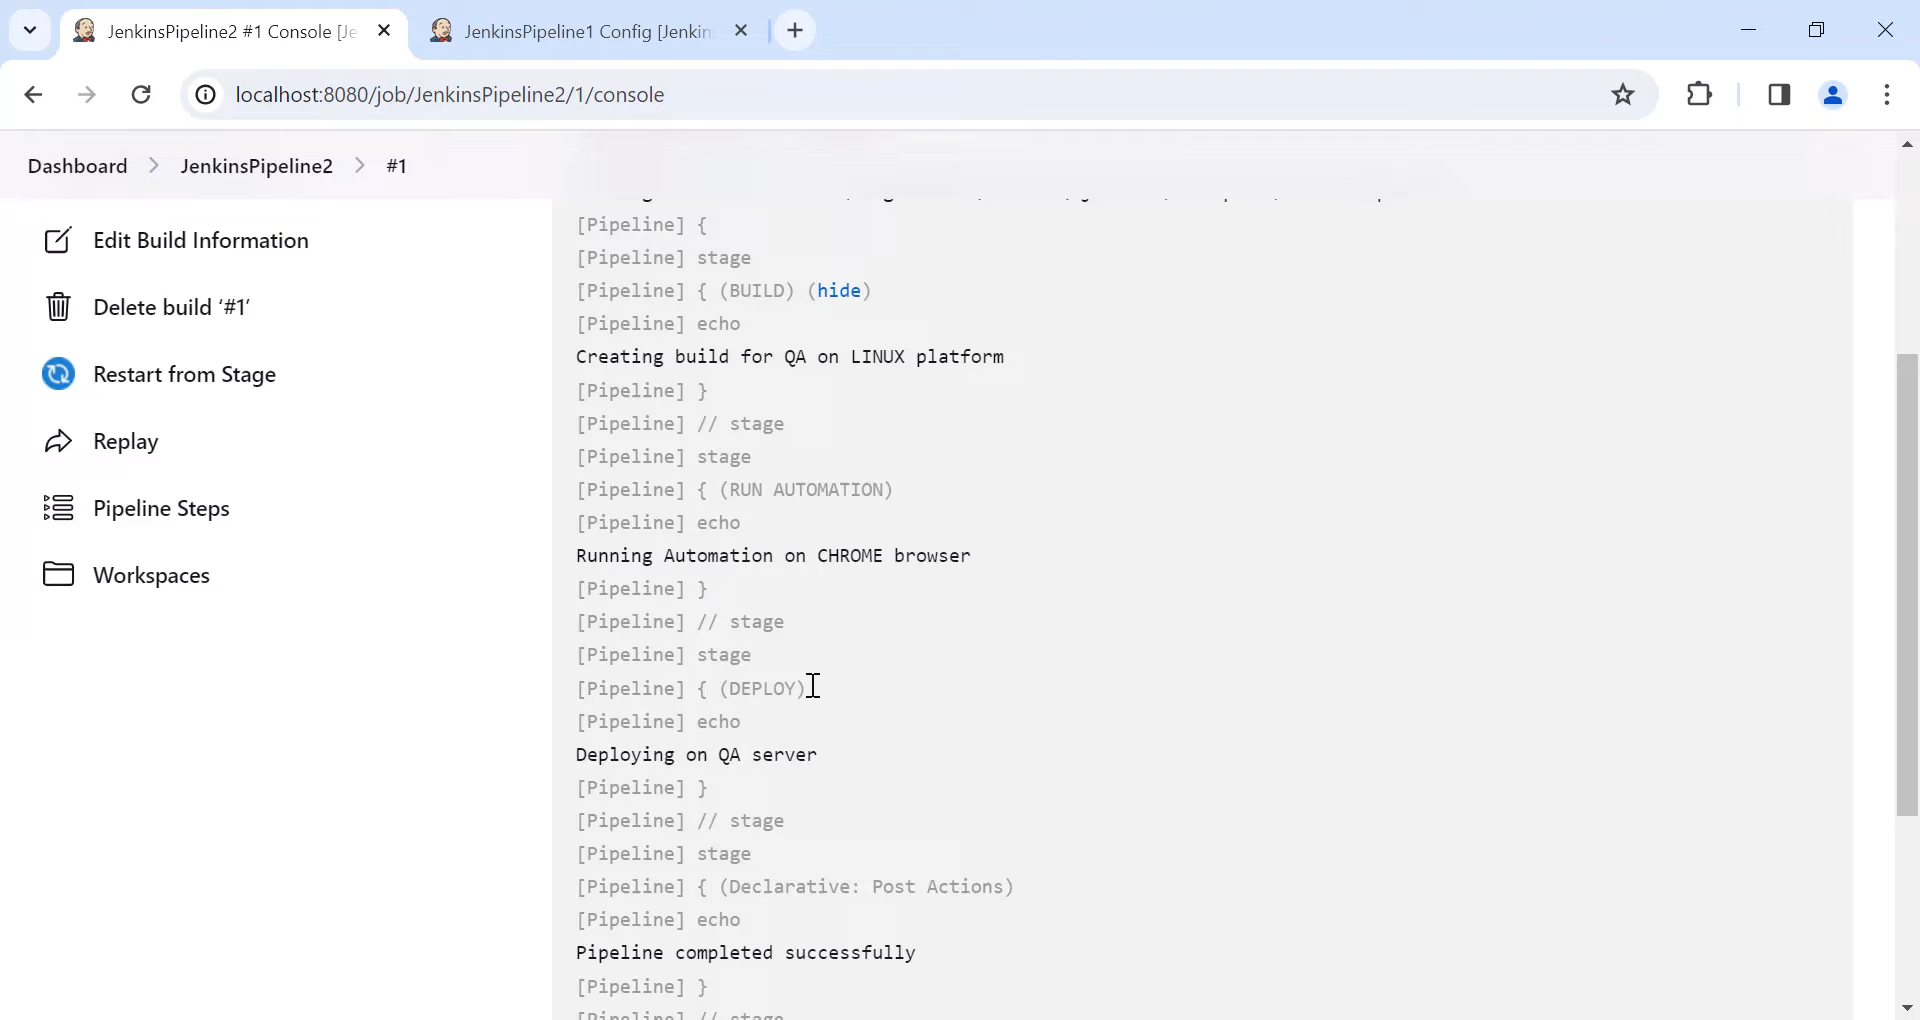 JenkinsPipeline2 #1 Console [Je
JenkinsPipeline1 Config [Jenkin
localhost:8080/job/JenkinsPipeline2/1/console
Dashboard
JenkinsPipeline2
#1
Edit Build Information
Delete build ‘#1’
Restart from Stage
Replay
Pipeline Steps
Workspaces
[Pipeline] {
[Pipeline] stage
[Pipeline] { (BUILD) (hide)
[Pipeline] echo
Creating build for QA on LINUX platform
[Pipeline] }
[Pipeline] // stage
[Pipeline] stage
[Pipeline] { (RUN AUTOMATION)
[Pipeline] echo
Running Automation on CHROME browser
[Pipeline] }
[Pipeline] // stage
[Pipeline] stage
[Pipeline] { (DEPLOY)
[Pipeline] echo
Deploying on QA server
[Pipeline] }
[Pipeline] // stage
[Pipeline] stage
[Pipeline] { (Declarative: Post Actions)
[Pipeline] echo
Pipeline completed successfully
[Pipeline] }
[Pipeline] // stage